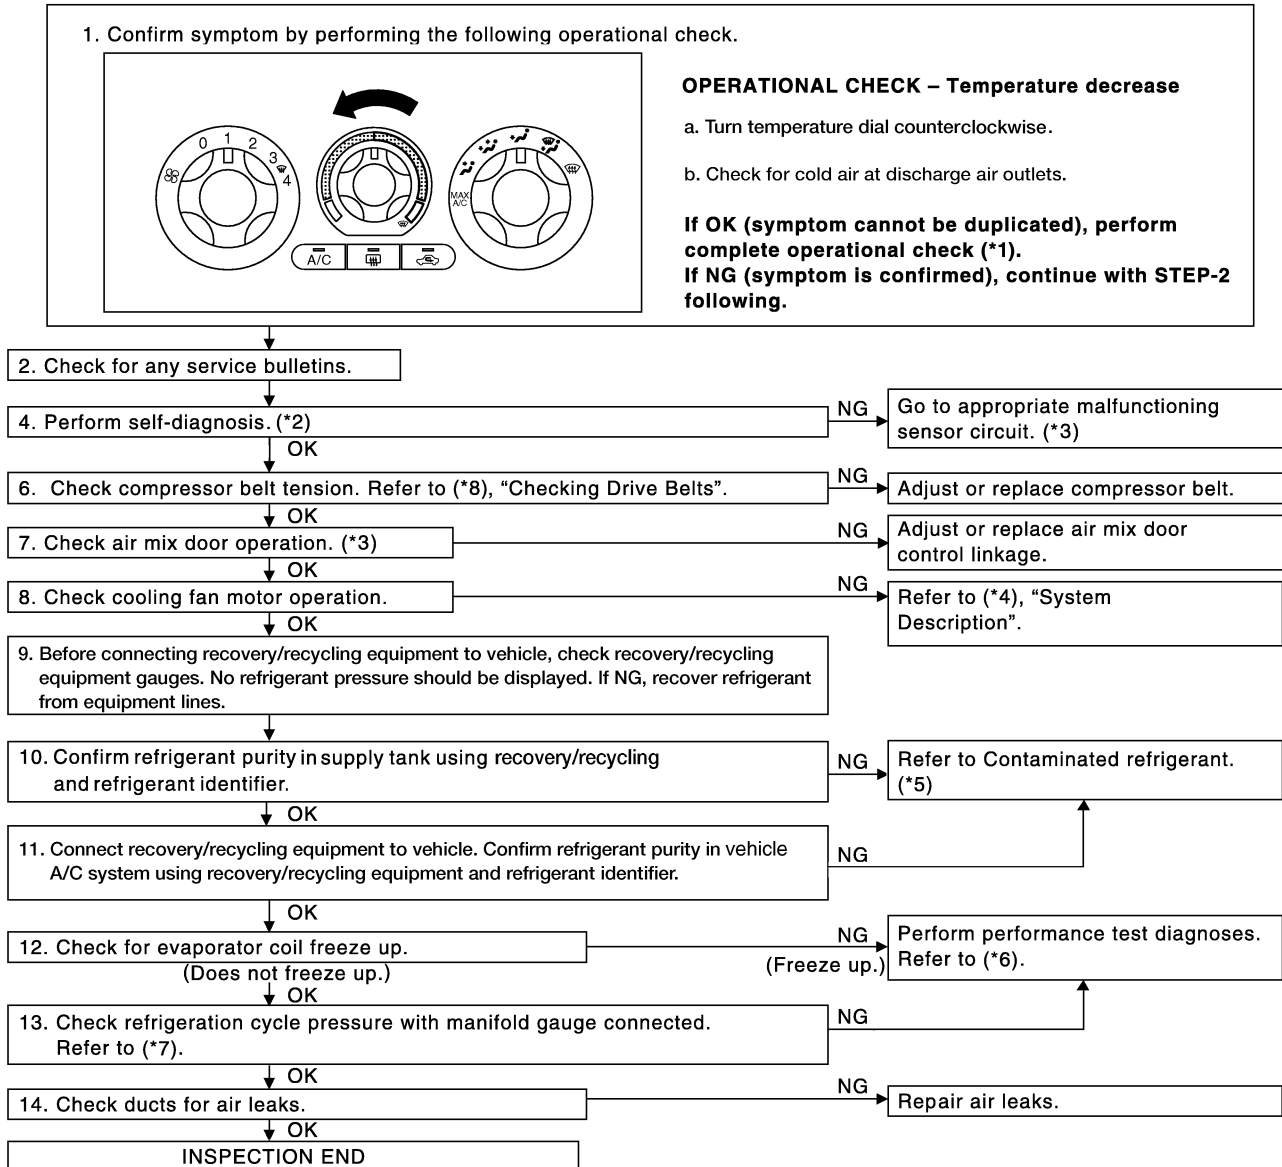 1. Confirm symptom by performing the following operational check.
0 1 2 3 4
MAX A/C
A/C
OPERATIONAL CHECK – Temperature decrease
a. Turn temperature dial counterclockwise.
b. Check for cold air at discharge air outlets.
If OK (symptom cannot be duplicated), perform
complete operational check (*1).
If NG (symptom is confirmed), continue with STEP-2
following.
2. Check for any service bulletins.
4. Perform self-diagnosis. (*2)
NG
Go to appropriate malfunctioning
sensor circuit. (*3)
OK
6. Check compressor belt tension. Refer to (*8), “Checking Drive Belts”.
NG
Adjust or replace compressor belt.
OK
7. Check air mix door operation. (*3)
NG
Adjust or replace air mix door
control linkage.
OK
8. Check cooling fan motor operation.
NG
Refer to (*4), “System
Description”.
OK
9. Before connecting recovery/recycling equipment to vehicle, check recovery/recycling
equipment gauges. No refrigerant pressure should be displayed. If NG, recover refrigerant
from equipment lines.
10. Confirm refrigerant purity in supply tank using recovery/recycling
and refrigerant identifier.
NG
Refer to Contaminated refrigerant.
(*5)
OK
11. Connect recovery/recycling equipment to vehicle. Confirm refrigerant purity in vehicle
A/C system using recovery/recycling equipment and refrigerant identifier.
NG
OK
12. Check for evaporator coil freeze up.
NG
(Freeze up.)
Perform performance test diagnoses.
Refer to (*6).
(Does not freeze up.)
OK
13. Check refrigeration cycle pressure with manifold gauge connected.
Refer to (*7).
NG
OK
14. Check ducts for air leaks.
NG
Repair air leaks.
OK
INSPECTION END